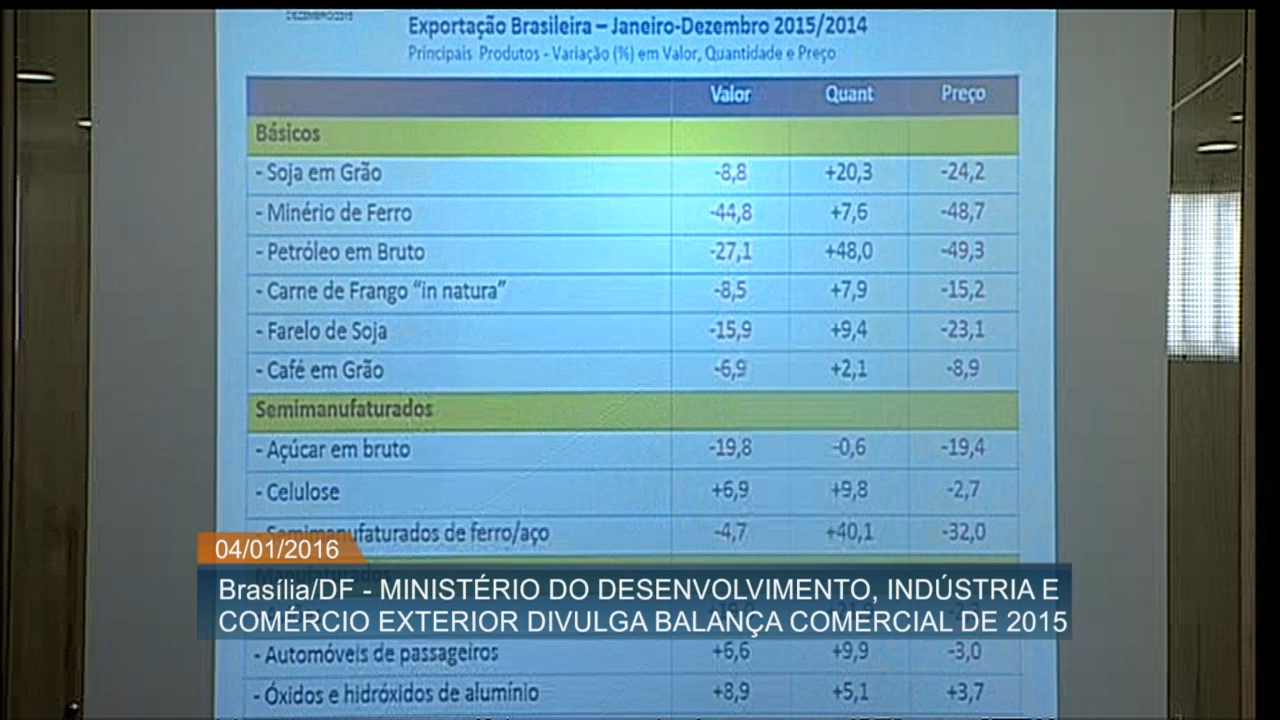 DEZEMBRO/2015
Exportação Brasileira – Janeiro-Dezembro 2015/2014
Principais Produtos - Variação (%) em Valor, Quantidade e Preço
Valor Quant Preço
Básicos
- Soja em Grão -8,8 +20,3 -24,2
- Minério de Ferro -44,8 +7,6 -48,7
- Petróleo em Bruto -27,1 +48,0 -49,3
- Carne de Frango “in natura” -8,5 +7,9 -15,2
- Farelo de Soja -15,9 +9,4 -23,1
- Café em Grão -6,9 +2,1 -8,9
Semimanufaturados
- Açúcar em bruto -19,8 -0,6 -19,4
- Celulose +6,9 +9,8 -2,7
- Semimanufaturados de ferro/aço -4,7 +40,1 -32,0
04/01/2016
Manufaturados
Brasília/DF - MINISTÉRIO DO DESENVOLVIMENTO, INDÚSTRIA E
COMÉRCIO EXTERIOR DIVULGA BALANÇA COMERCIAL DE 2015
- Automóveis de passageiros +6,6 +9,9 -3,0
- Óxidos e hidróxidos de alumínio +8,9 +5,1 +3,7